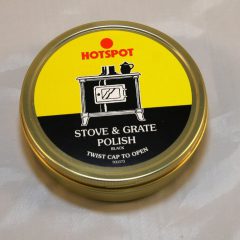 HOTSPOT
STOVE & GRATE
POLISH
BLACK
TWIST CAP TO OPEN